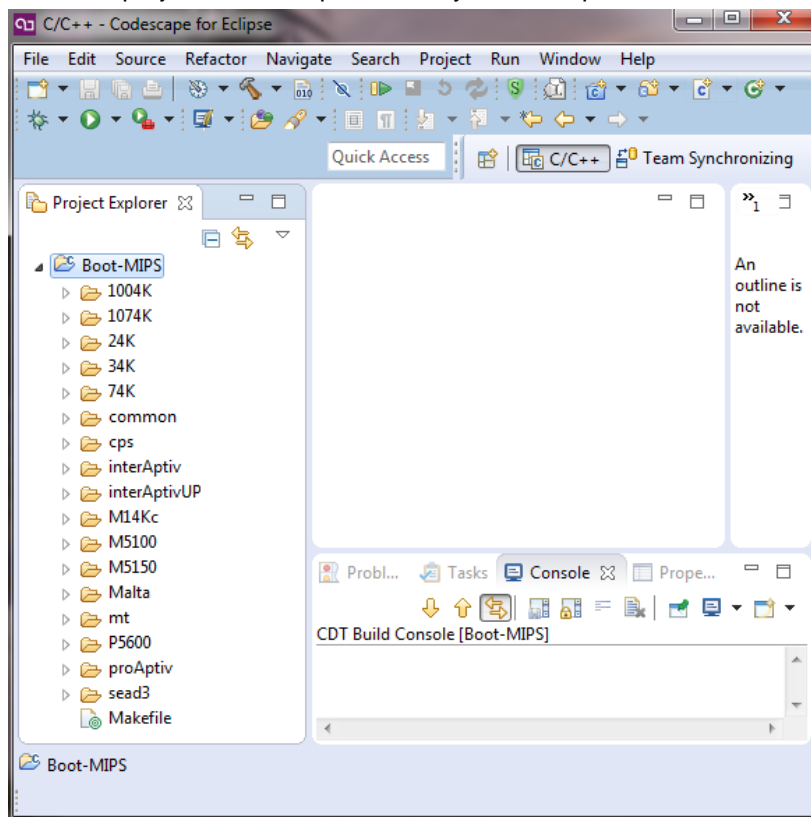 C/C++ - Codescape for Eclipse
File Edit Source Refactor Navigate Search Project Run Window Help
Quick Access C/C++ Team Synchronizing
Project Explorer
»1
Boot-MIPS
1004K
1074K
24K
34K
74K
common
cps
interAptiv
interAptivUP
M14Kc
M5100
M5150
Malta
mt
P5600
proAptiv
sead3
Makefile
An
outline is
not
available.
Probl... Tasks Console Prope...
CDT Build Console [Boot-MIPS]
Boot-MIPS